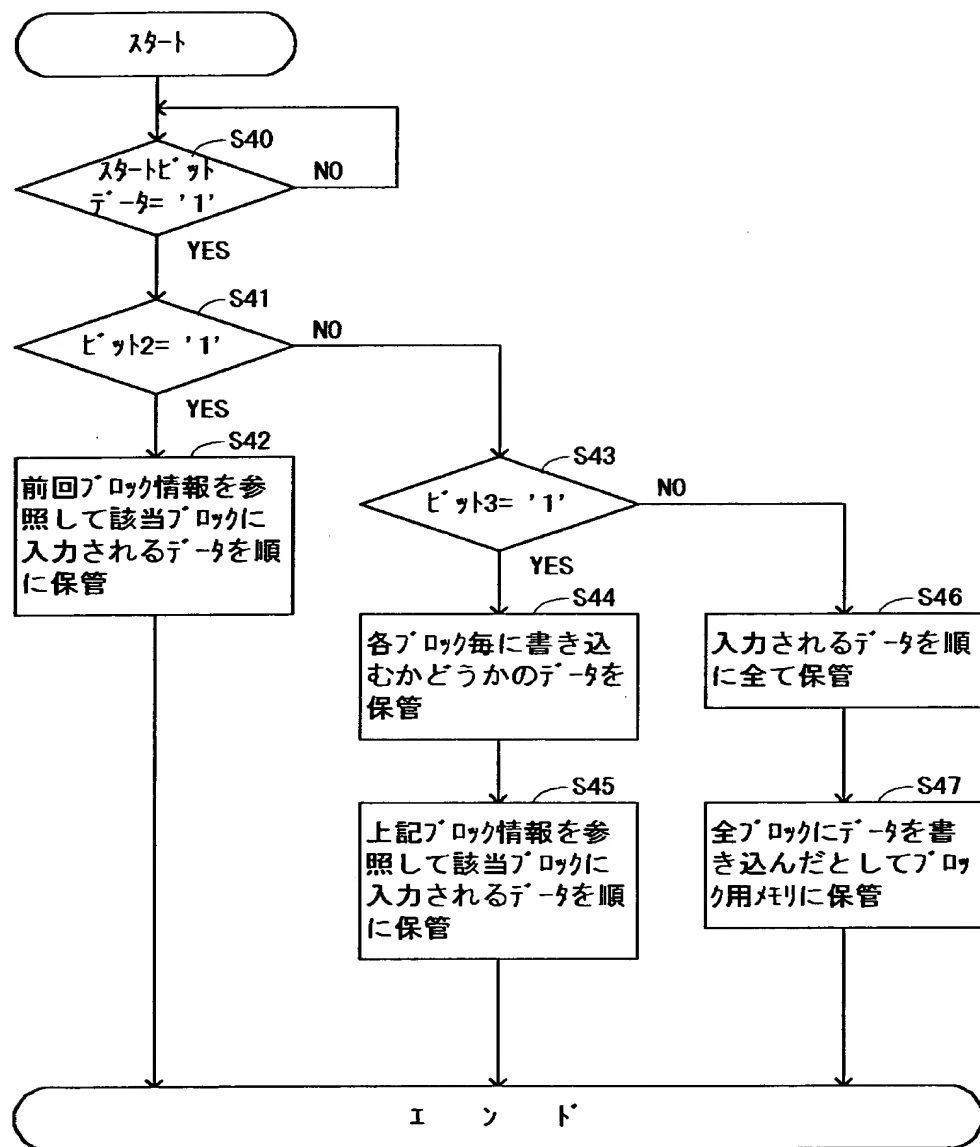 ｽﾀｰﾄ
S40
ｽﾀｰﾄﾋﾞｯﾄ
ﾃﾞｰﾀ= '1'
NO
YES
S41
ﾋﾞｯﾄ2= '1'
NO
YES
S42
前回ﾌﾞﾛｯｸ情報を参
照して該当ﾌﾞﾛｯｸに
入力されるﾃﾞｰﾀを順
に保管
S43
ﾋﾞｯﾄ3= '1'
NO
YES
S44
各ﾌﾞﾛｯｸ毎に書き込
むかどうかのﾃﾞｰﾀを
保管
S46
入力されるﾃﾞｰﾀを順
に全て保管
S45
上記ﾌﾞﾛｯｸ情報を参
照して該当ﾌﾞﾛｯｸに
入力されるﾃﾞｰﾀを順
に保管
S47
全ﾌﾞﾛｯｸにﾃﾞｰﾀを書
き込んだとしてﾌﾞﾛｯ
ｸ用ﾒﾓﾘに保管
ｴ ﾝ ﾄﾞ